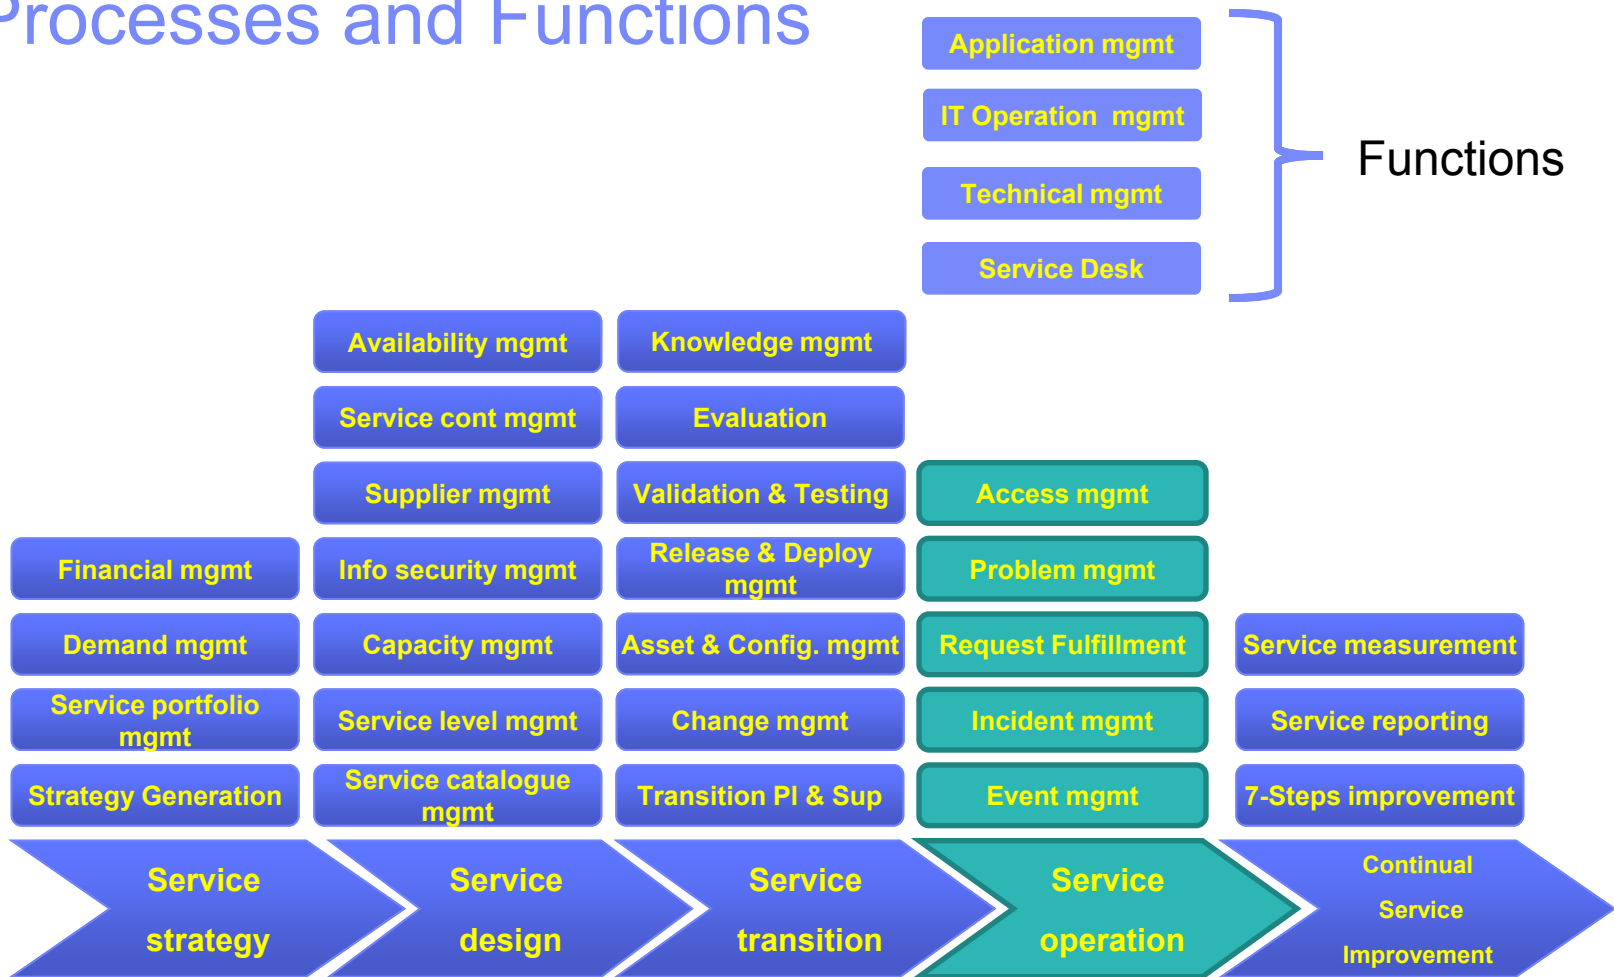 Processes and Functions
Application mgmt
IT Operation  mgmt
Technical mgmt
Service Desk
Functions
Availability mgmt
Knowledge mgmt
Service cont mgmt
Evaluation
Supplier mgmt
Validation & Testing
Access mgmt
Financial mgmt
Info security mgmt
Release & Deploy
mgmt
Problem mgmt
Demand mgmt
Capacity mgmt
Asset & Config. mgmt
Request Fulfillment
Service measurement
Service portfolio
mgmt
Service level mgmt
Change mgmt
Incident mgmt
Service reporting
Strategy Generation
Service catalogue
mgmt
Transition Pl & Sup
Event mgmt
7-Steps improvement
Service
strategy
Service
design
Service
transition
Service
operation
Continual
Service
Improvement